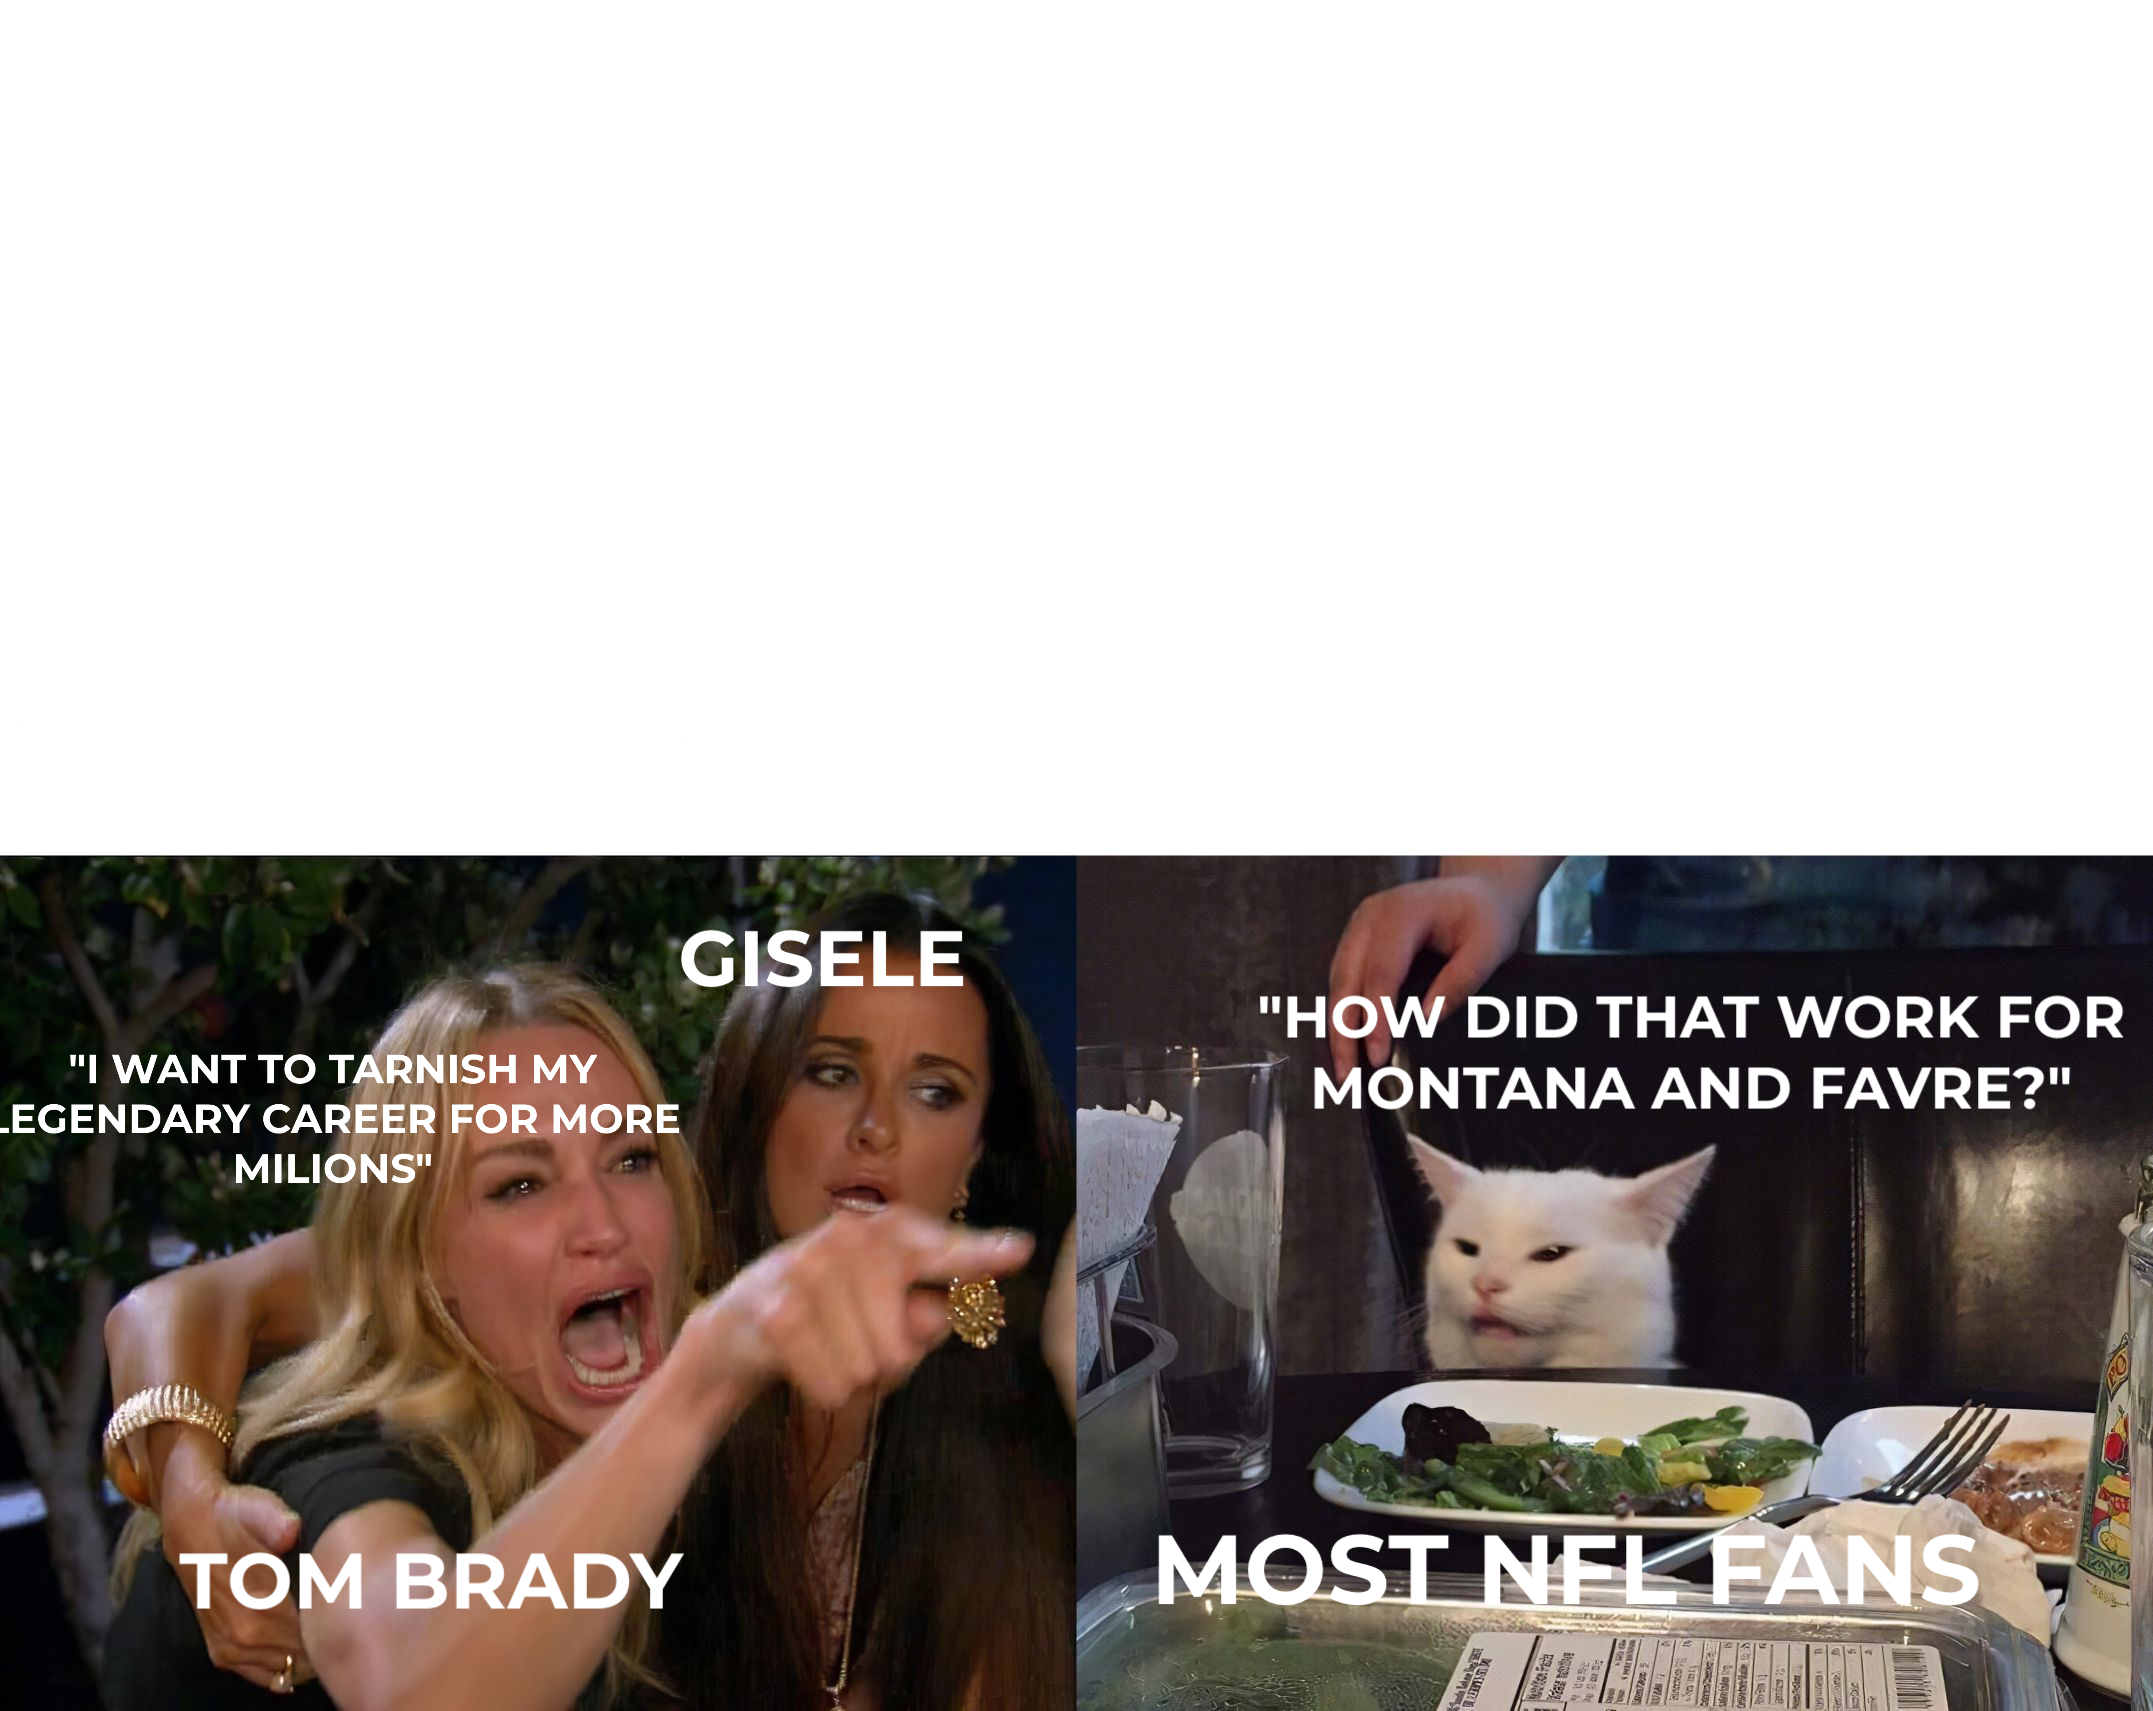 GISELE
"I WANT TO TARNISH MY
LEGENDARY CAREER FOR MORE
MILIONS"
TOM BRADY
"HOW DID THAT WORK FOR
MONTANA AND FAVRE?"
MOST NFL FANS